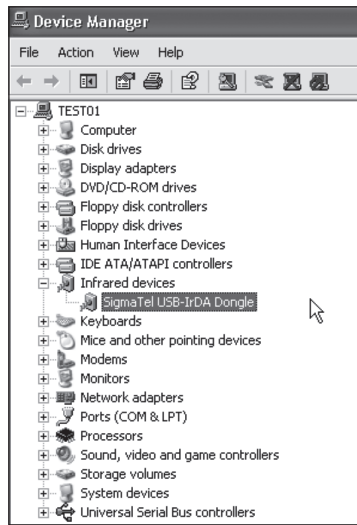 Device Manager
File Action View Help
TEST01
Computer
Disk drives
Display adapters
DVD/CD-ROM drives
Floppy disk controllers
Floppy disk drives
Human Interface Devices
IDE ATA/ATAPI controllers
Infrared devices
SigmaTel USB-IrDA Dongle
Keyboards
Mice and other pointing devices
Modems
Monitors
Network adapters
Ports (COM & LPT)
Processors
Sound, video and game controllers
Storage volumes
System devices
Universal Serial Bus controllers